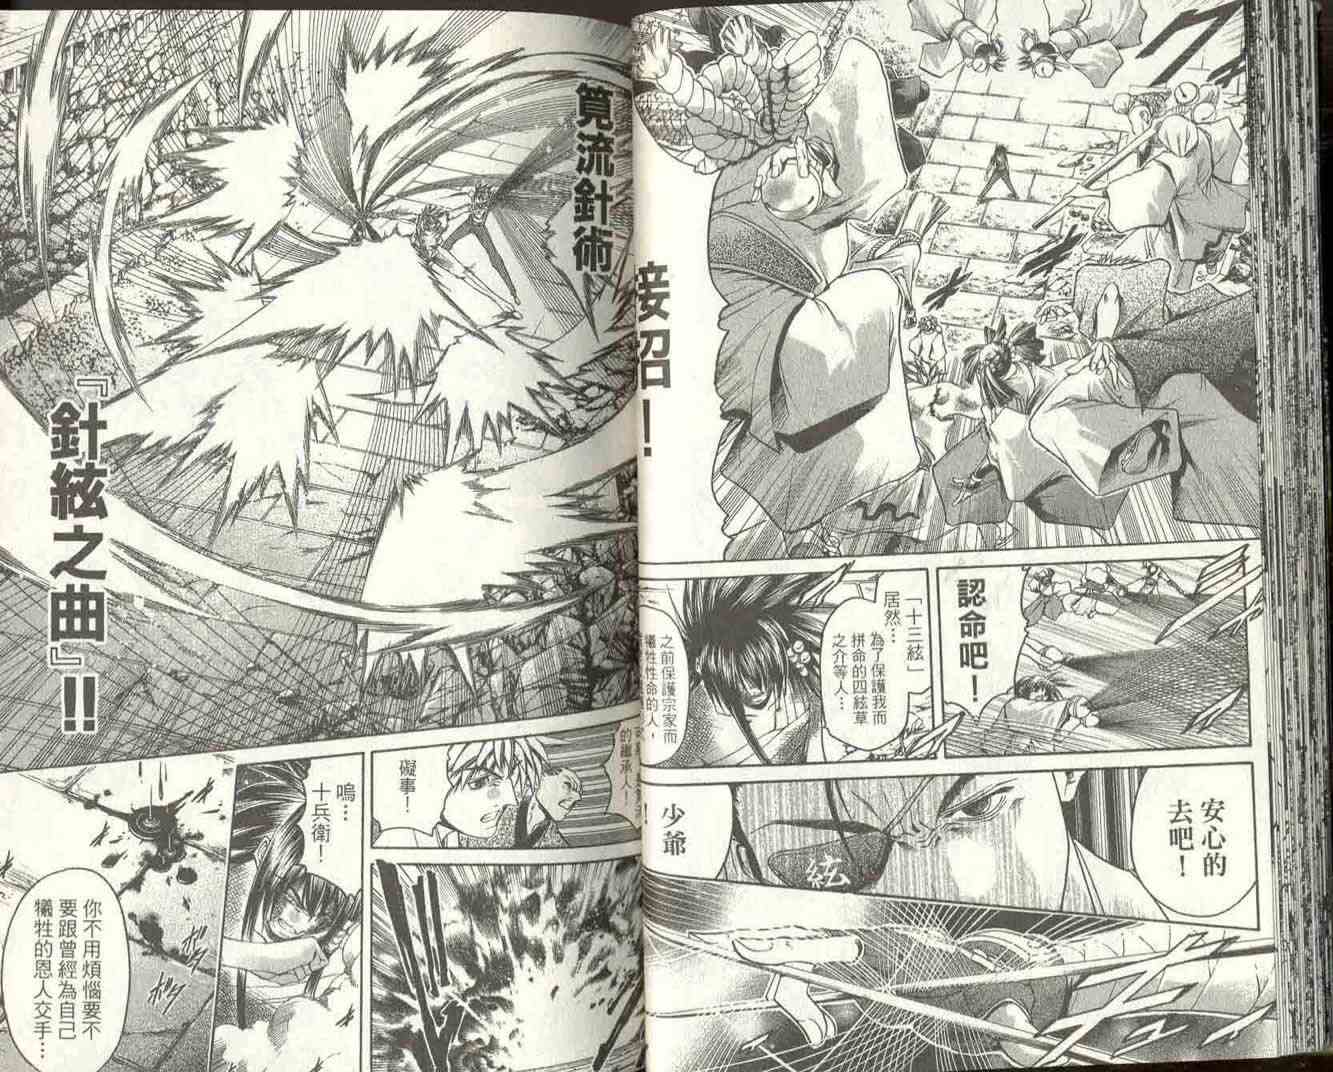 接招！
認命吧！
「十三絃」
居然…
為了保護我而
拼命的四絃草
之介等人…
之前保護宗家而
犧牲性命的人，
安心的
去吧！
絃
少爺
筧流針術
『針絃之曲』!!
的繼承人！
礙事！
嗚…
十兵衛！
你不用煩惱要不
要跟曾經為自己
犧牲的恩人交手…